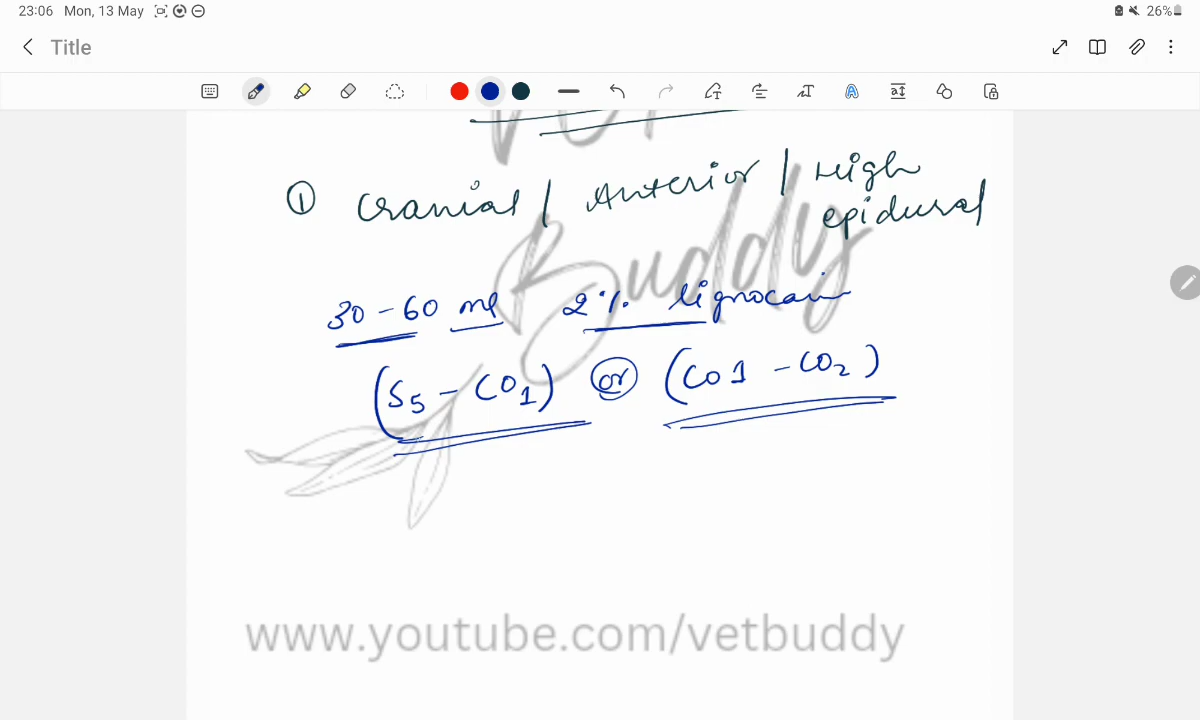 23:06 Mon, 13 May 26%
Title
① Cranial / Anterior / High
epidural
30-60 ml 2% lignocain
(S5 - CO1) or (Co1 - CO2)
Buddy
www.youtube.com/vetbuddy